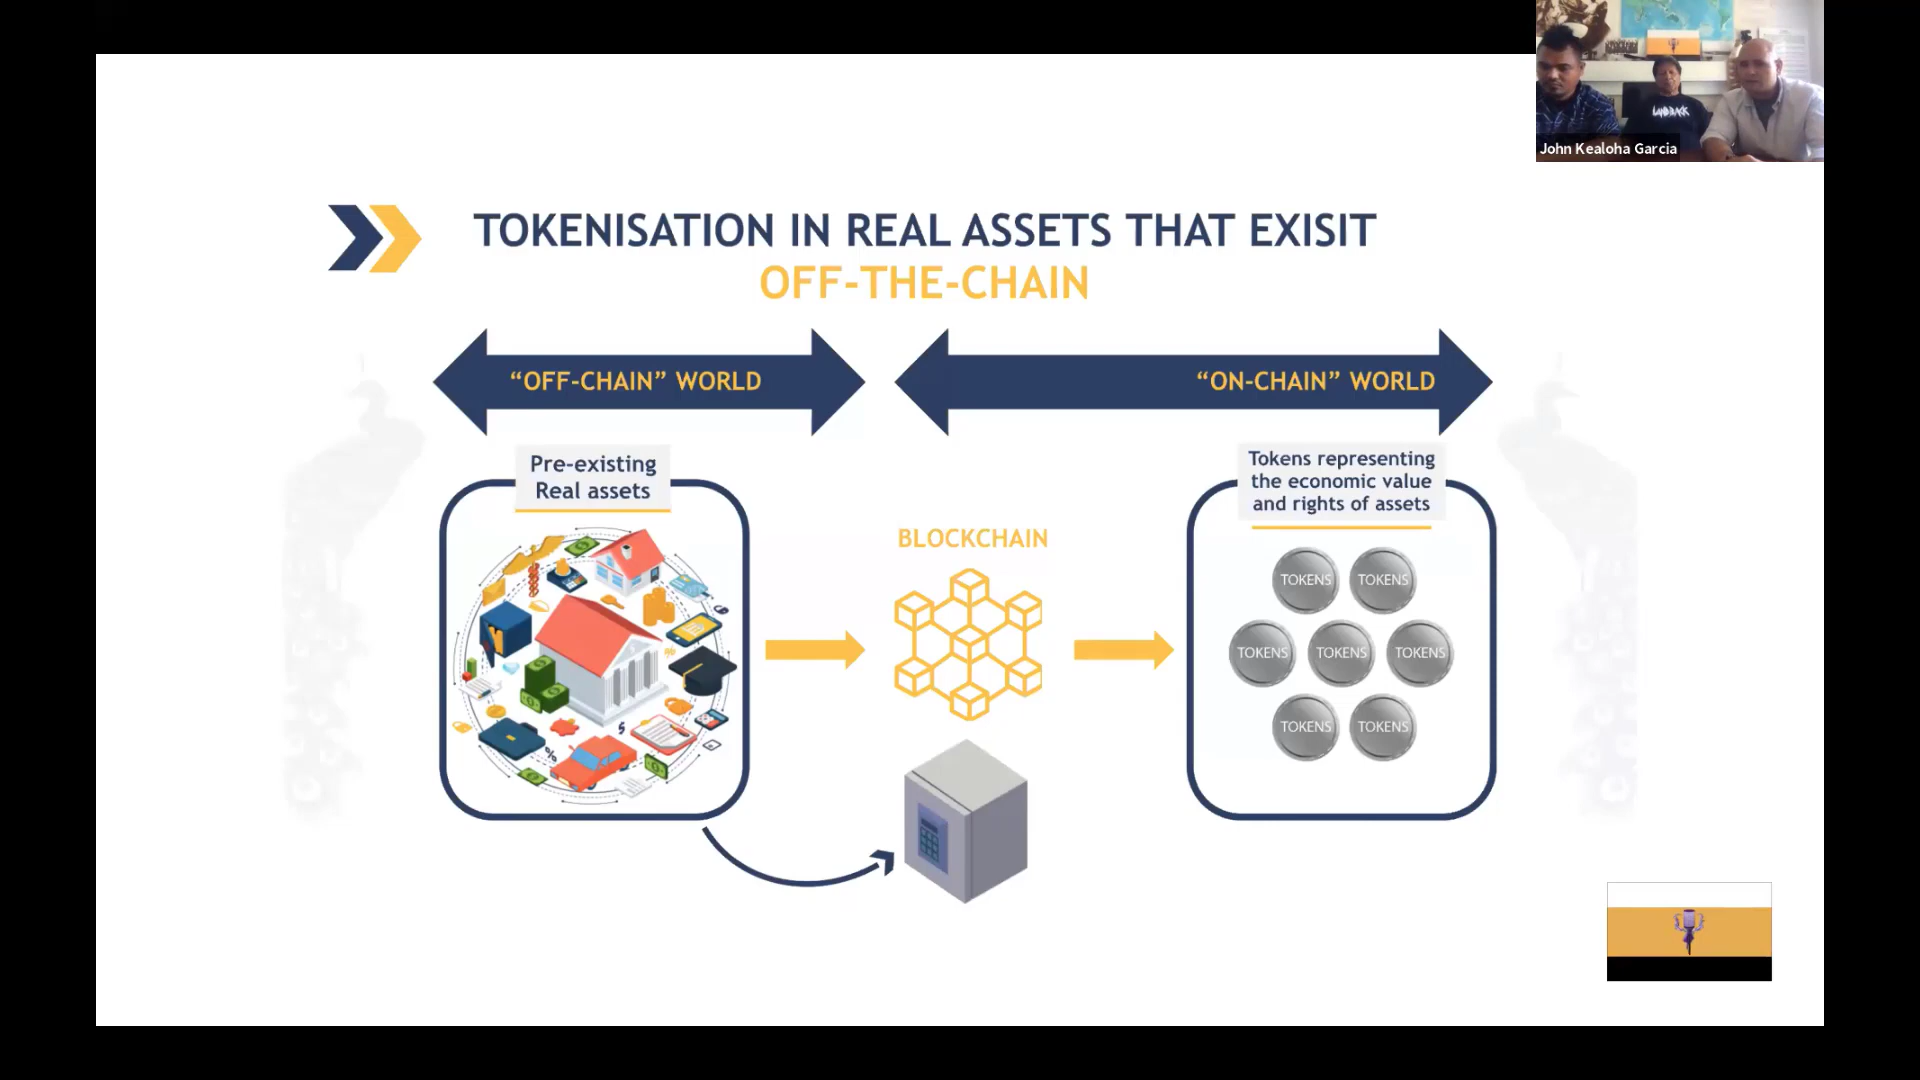 LAIDBACK
John Kealoha Garcia
TOKENISATION IN REAL ASSETS THAT EXISIT
OFF-THE-CHAIN
“OFF-CHAIN” WORLD
“ON-CHAIN” WORLD
Pre-existing
Real assets
BLOCKCHAIN
Tokens representing
the economic value
and rights of assets
TOKENS TOKENS
TOKENS TOKENS TOKENS
TOKENS TOKENS